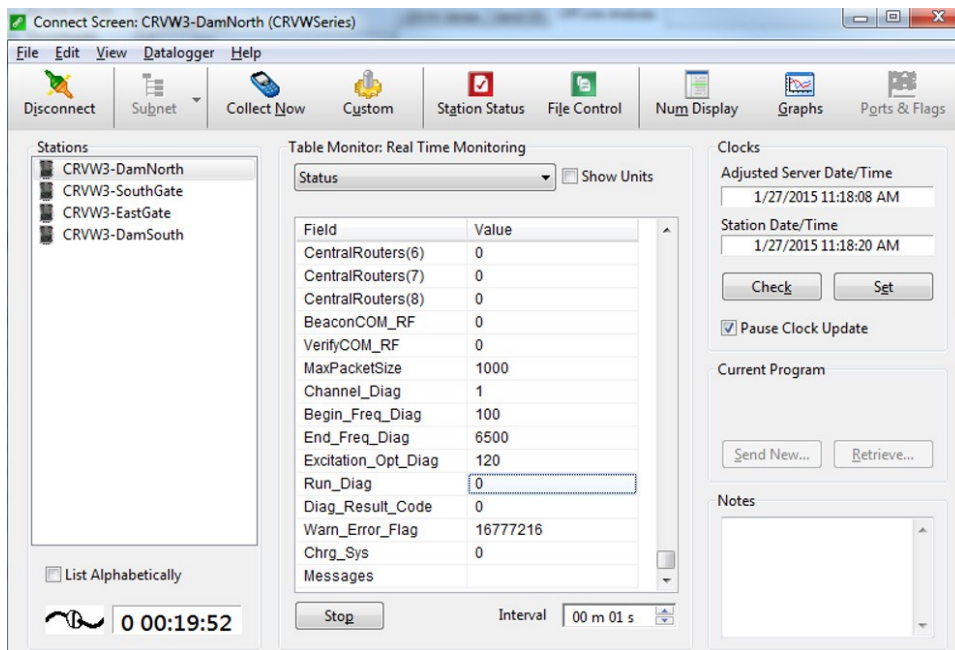 Connect Screen: CRVW3-DamNorth (CRVWSeries)
File Edit View Datalogger Help
Disconnect Subnet Collect Now Custom Station Status File Control Num Display Graphs Ports & Flags
Stations
CRVW3-DamNorth
CRVW3-SouthGate
CRVW3-EastGate
CRVW3-DamSouth
List Alphabetically
0 00:19:52
Table Monitor: Real Time Monitoring
Status Show Units
Field Value
CentralRouters(6) 0
CentralRouters(7) 0
CentralRouters(8) 0
BeaconCOM_RF 0
VerifyCOM_RF 0
MaxPacketSize 1000
Channel_Diag 1
Begin_Freq_Diag 100
End_Freq_Diag 6500
Excitation_Opt_Diag 120
Run_Diag 0
Diag_Result_Code 0
Warn_Error_Flag 16777216
Chrg_Sys 0
Messages
Stop Interval 00 m 01 s
Clocks
Adjusted Server Date/Time
1/27/2015 11:18:08 AM
Station Date/Time
1/27/2015 11:18:20 AM
Check Set
Pause Clock Update
Current Program
Send New... Retrieve...
Notes